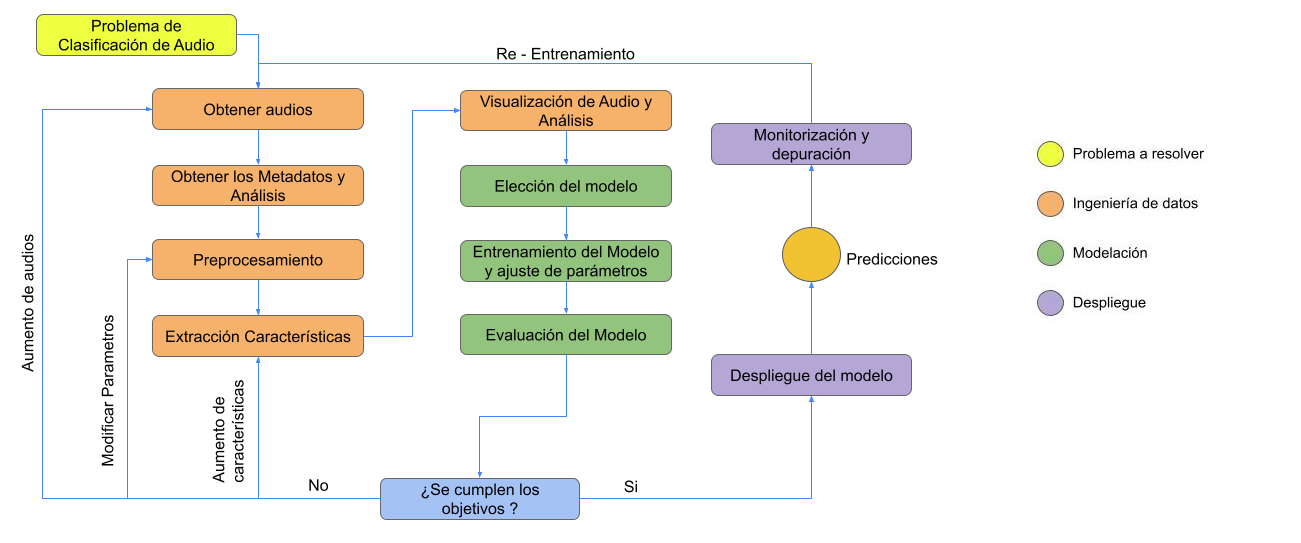 Problema de
Clasificación de Audio
Re - Entrenamiento
Obtener audios
Obtener los Metadatos y
Análisis
Preprocesamiento
Extracción Características
Visualización de Audio y
Análisis
Elección del modelo
Entrenamiento del Modelo
y ajuste de parámetros
Evaluación del Modelo
Monitorización y
depuración
Predicciones
Despliegue del modelo
Aumento de audios
Modificar Parametros
Aumento de
características
No
¿Se cumplen los
objetivos ?
Si
Problema a resolver
Ingeniería de datos
Modelación
Despliegue